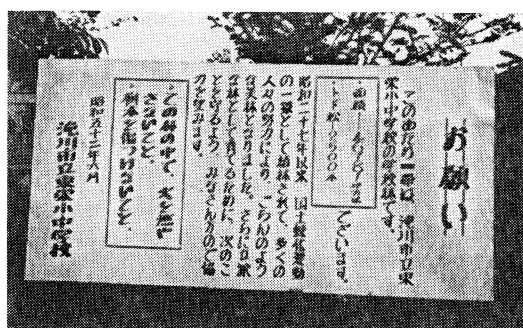 お願い
このあたり一帯は、滝川市立東
栄小中学校の学校林です。
・面積
・トド松
でございます。
昭和二十七年以来、国土緑化運動
の一環として植林されて、多くの
人々の努力により、ごらんのよう
な美林となりました。さらに立派
な林として育てるために、次のこ
とを守るよう、みなさん方のご協
力を望みます。
・この林の中で、火を燃や
さないこと。
・樹木を傷つけないこと。
昭和五十二年
滝川市立東栄小中学校